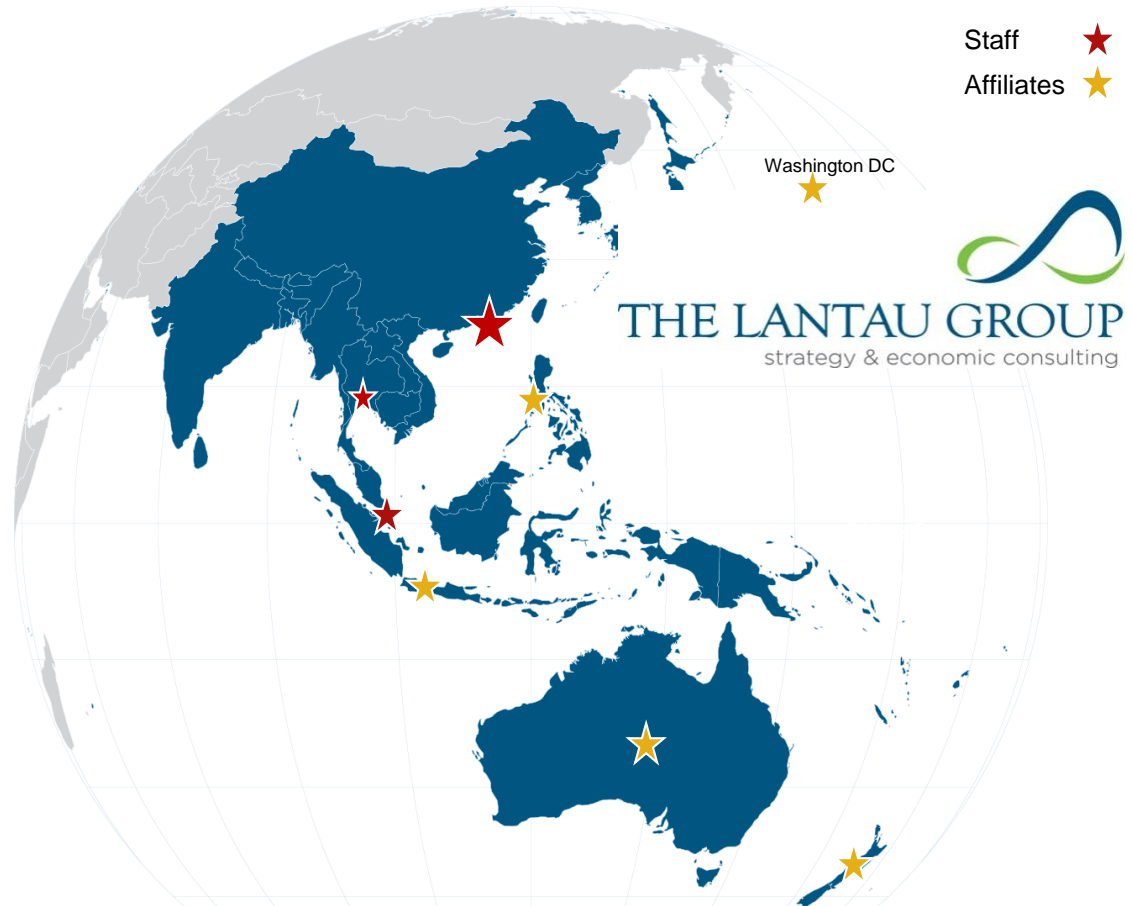 Staff
Affiliates
Washington DC
THE LANTAU GROUP
strategy & economic consulting